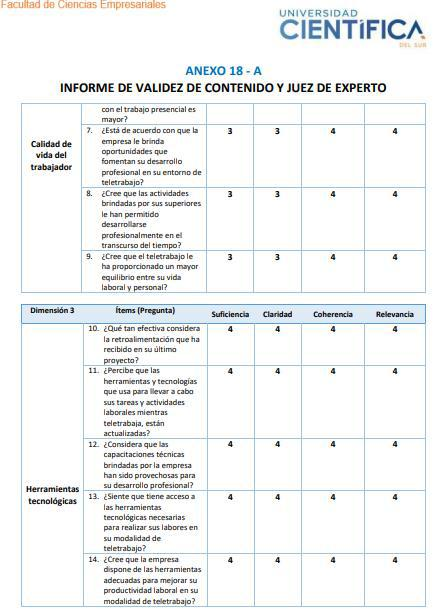 Facultad de Ciencias Empresariales
UNIVERSIDAD
CIENTÍFICA
DEL SUR
ANEXO 18 - A
INFORME DE VALIDEZ DE CONTENIDO Y JUEZ DE EXPERTO
con el trabajo presencial es
mayor?
Calidad de
vida del
trabajador
7. ¿Está de acuerdo con que la 3 3 4 4
empresa le brinda
oportunidades que
fomentan su desarrollo
profesional en su entorno de
teletrabajo?
8. ¿Cree que las actividades 3 3 4 4
brindadas por sus superiores
le han permitido
desarrollarse
profesionalmente en el
transcurso del tiempo?
9. ¿Cree que el teletrabajo le 3 3 4 4
ha proporcionado un mayor
equilibrio entre su vida
laboral y personal?
Dimensión 3 Ítems (Pregunta) Suficiencia Claridad Coherencia Relevancia
Herramientas
tecnológicas
10. ¿Qué tan efectiva considera 4 4 4 4
la retroalimentación que ha
recibido en su último
proyecto?
11. ¿Percibe que las 4 4 4 4
herramientas y tecnologías
que usa para llevar a cabo
sus tareas y actividades
laborales mientras
teletrabaja, están
actualizadas?
12. ¿Considera que las 4 4 4 4
capacitaciones técnicas
brindadas por la empresa
han sido provechosas para
su desarrollo profesional?
13. ¿Siente que tiene acceso a 4 4 4 4
las herramientas
tecnológicas necesarias
para realizar sus labores en
su modalidad de
teletrabajo?
14. ¿Cree que la empresa 4 4 4 4
dispone de las herramientas
adecuadas para mejorar su
productividad laboral en su
modalidad de teletrabajo?